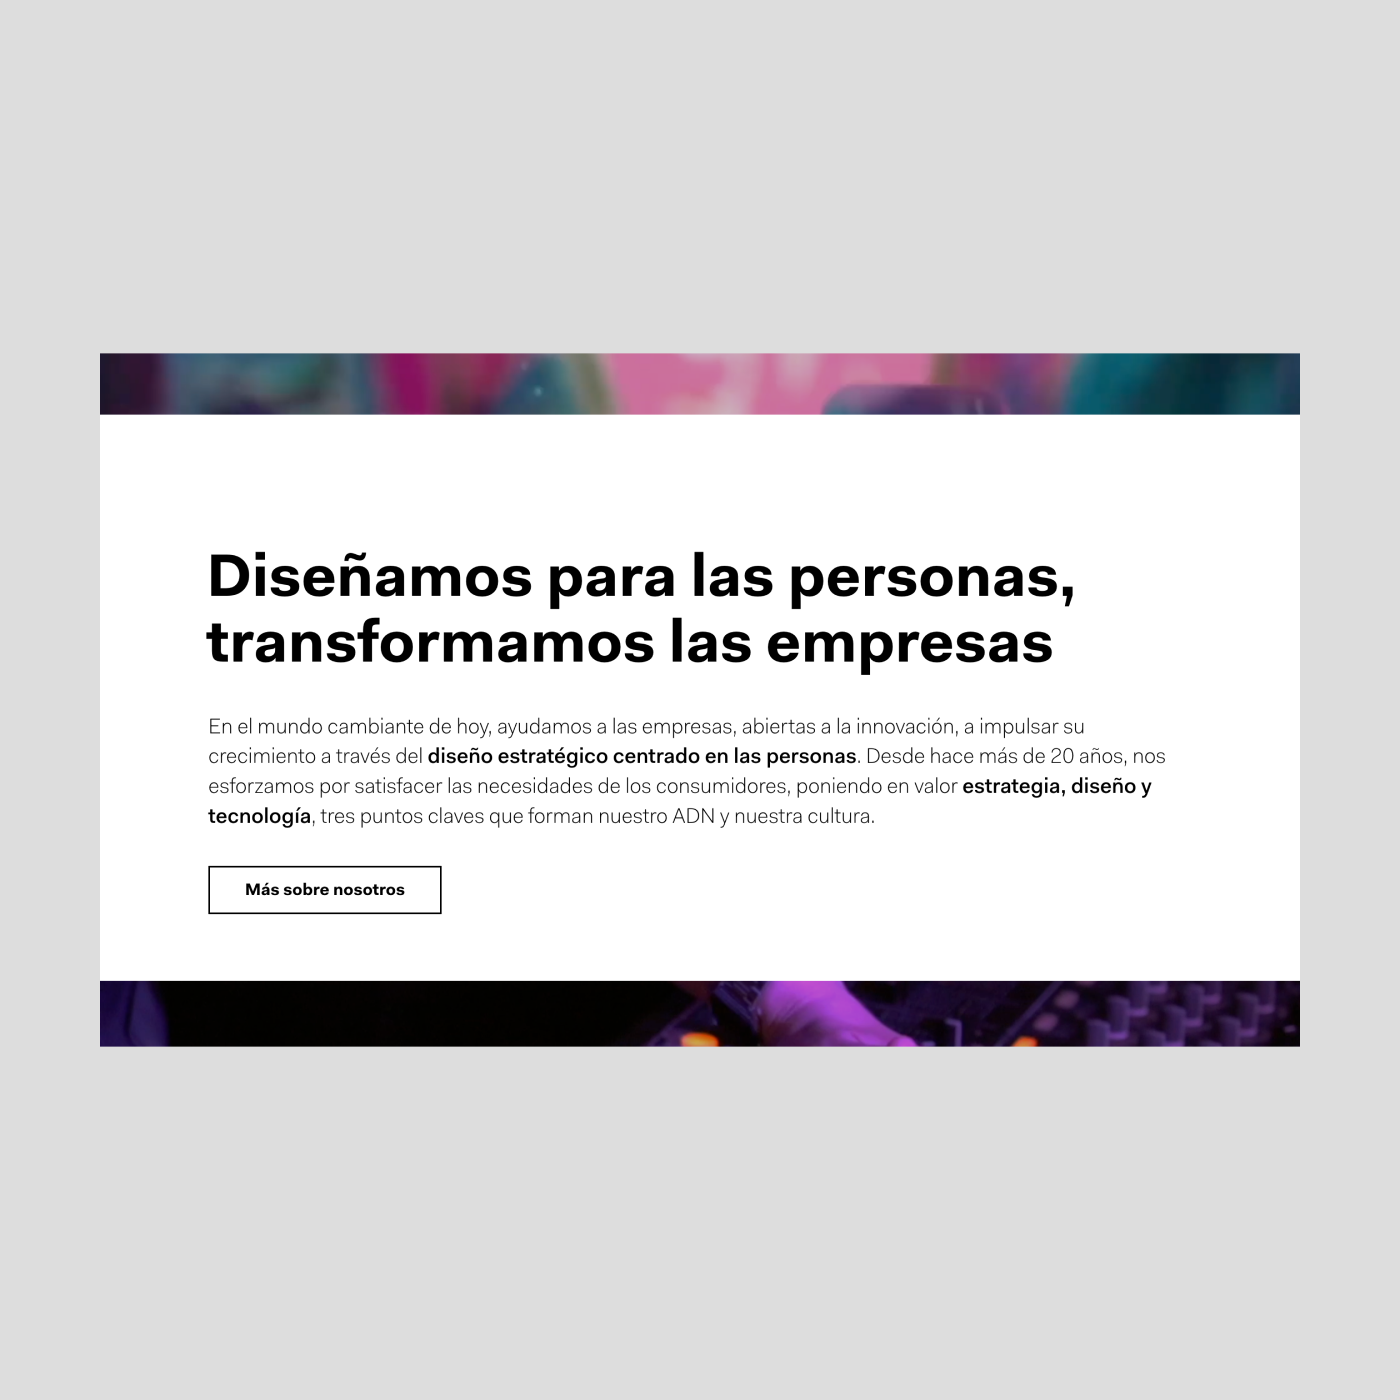 Diseñamos para las personas,
transformamos las empresas
En el mundo cambiante de hoy, ayudamos a las empresas, abiertas a la innovación, a impulsar su
crecimiento a través del diseño estratégico centrado en las personas. Desde hace más de 20 años, nos
esforzamos por satisfacer las necesidades de los consumidores, poniendo en valor estrategia, diseño y
tecnología, tres puntos claves que forman nuestro ADN y nuestra cultura.
Más sobre nosotros